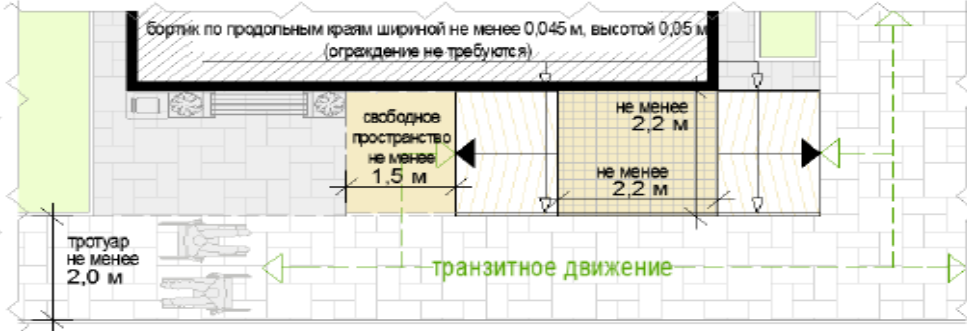 бортик по продольным краям шириной не менее 0,045 м, высотой 0,05 м
(ограждение не требуются)
свободное
пространство
не менее
1,5 м
не менее
2,2 м
не менее
2,2 м
тротуар
не менее
2,0 м
транзитное движение